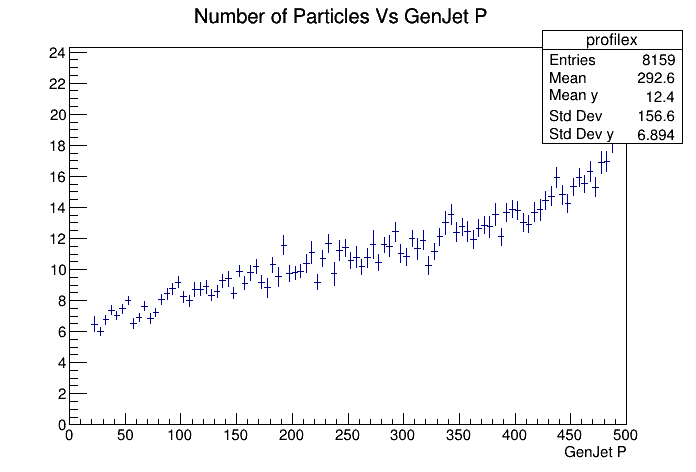 Number of Particles Vs GenJet P
profilex
Entries 8159
Mean 292.6
Mean y 12.4
Std Dev 156.6
Std Dev y 6.894
24
22
20
18
16
14
12
10
8
6
4
2
0
0 50 100 150 200 250 300 350 400 450 500
GenJet P